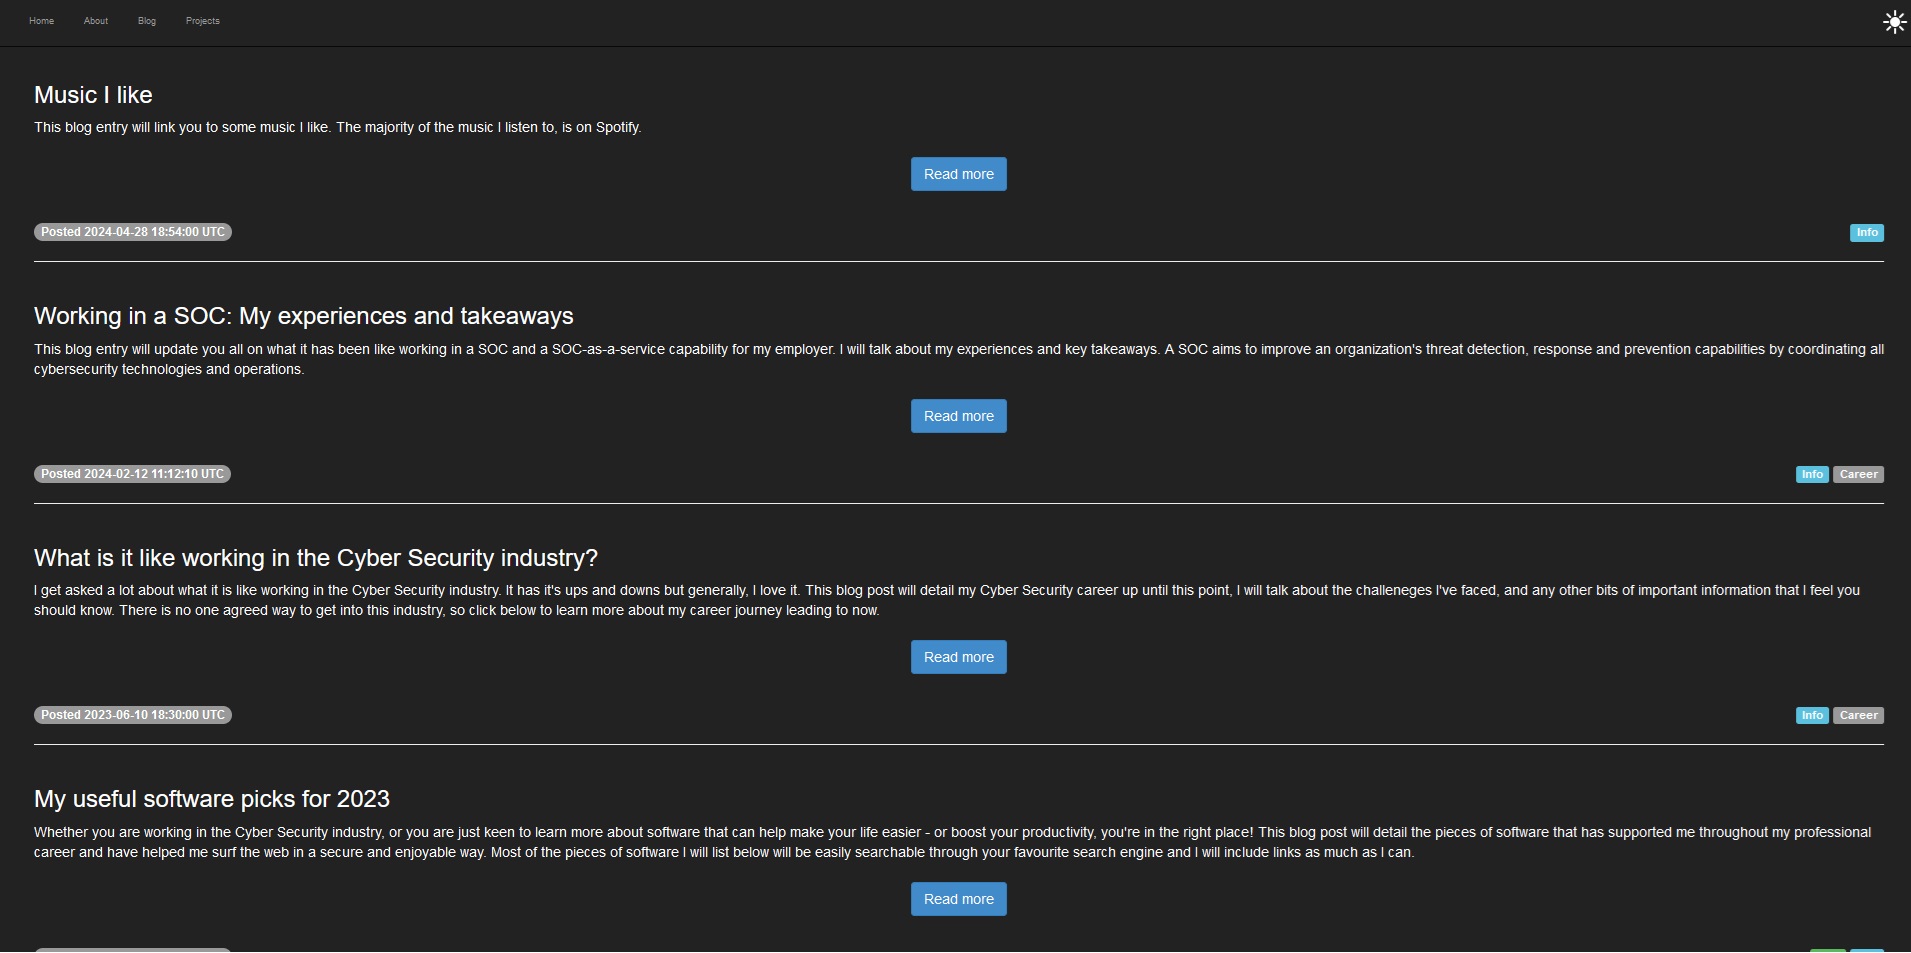 Home About Blog Projects
Music I like
This blog entry will link you to some music I like. The majority of the music I listen to, is on Spotify.
Read more
Posted 2024-04-28 18:54:00 UTC Info
Working in a SOC: My experiences and takeaways
This blog entry will update you all on what it has been like working in a SOC and a SOC-as-a-service capability for my employer. I will talk about my experiences and key takeaways. A SOC aims to improve an organization's threat detection, response and prevention capabilities by coordinating all
cybersecurity technologies and operations.
Read more
Posted 2024-02-12 11:12:10 UTC Info Career
What is it like working in the Cyber Security industry?
I get asked a lot about what it is like working in the Cyber Security industry. It has it's ups and downs but generally, I love it. This blog post will detail my Cyber Security career up until this point, I will talk about the challeneges I've faced, and any other bits of important information that I feel you
should know. There is no one agreed way to get into this industry, so click below to learn more about my career journey leading to now.
Read more
Posted 2023-06-10 18:30:00 UTC Info Career
My useful software picks for 2023
Whether you are working in the Cyber Security industry, or you are just keen to learn more about software that can help make your life easier - or boost your productivity, you're in the right place! This blog post will detail the pieces of software that has supported me throughout my professional
career and have helped me surf the web in a secure and enjoyable way. Most of the pieces of software I will list below will be easily searchable through your favourite search engine and I will include links as much as I can.
Read more